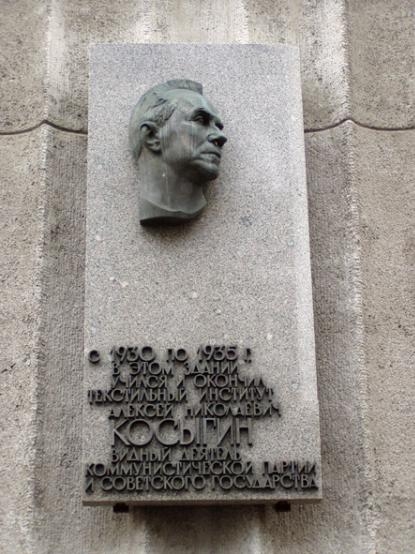 с 1930 по 1935 г
в этом здании
учился и окончил
текстильный институт
Алексей Николаевич
КОСЫГИН
видный деятель
коммунистической партии
и советского государства